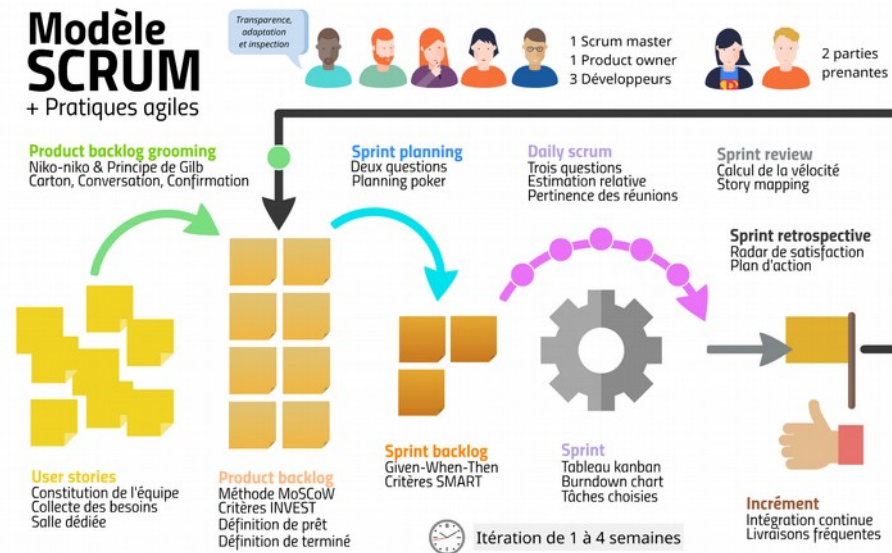 Modèle
SCRUM
+ Pratiques agiles
Transparence,
adaptation
et inspection
1 Scrum master
1 Product owner
3 Développeurs
2 parties
prenantes
Product backlog grooming
Niko-niko & Principe de Gilb
Carton, Conversation, Confirmation
Sprint planning
Deux questions
Planning poker
Daily scrum
Trois questions
Estimation relative
Pertinence des réunions
Sprint review
Calcul de la vélocité
Story mapping
Sprint retrospective
Radar de satisfaction
Plan d'action
User stories
Constitution de l'équipe
Collecte des besoins
Salle dédiée
Product backlog
Méthode MoSCoW
Critères INVEST
Définition de prêt
Définition de terminé
Sprint backlog
Given-When-Then
Critères SMART
Sprint
Tableau kanban
Burndown chart
Tâches choisies
Incrément
Intégration continue
Livraisons fréquentes
Itération de 1 à 4 semaines